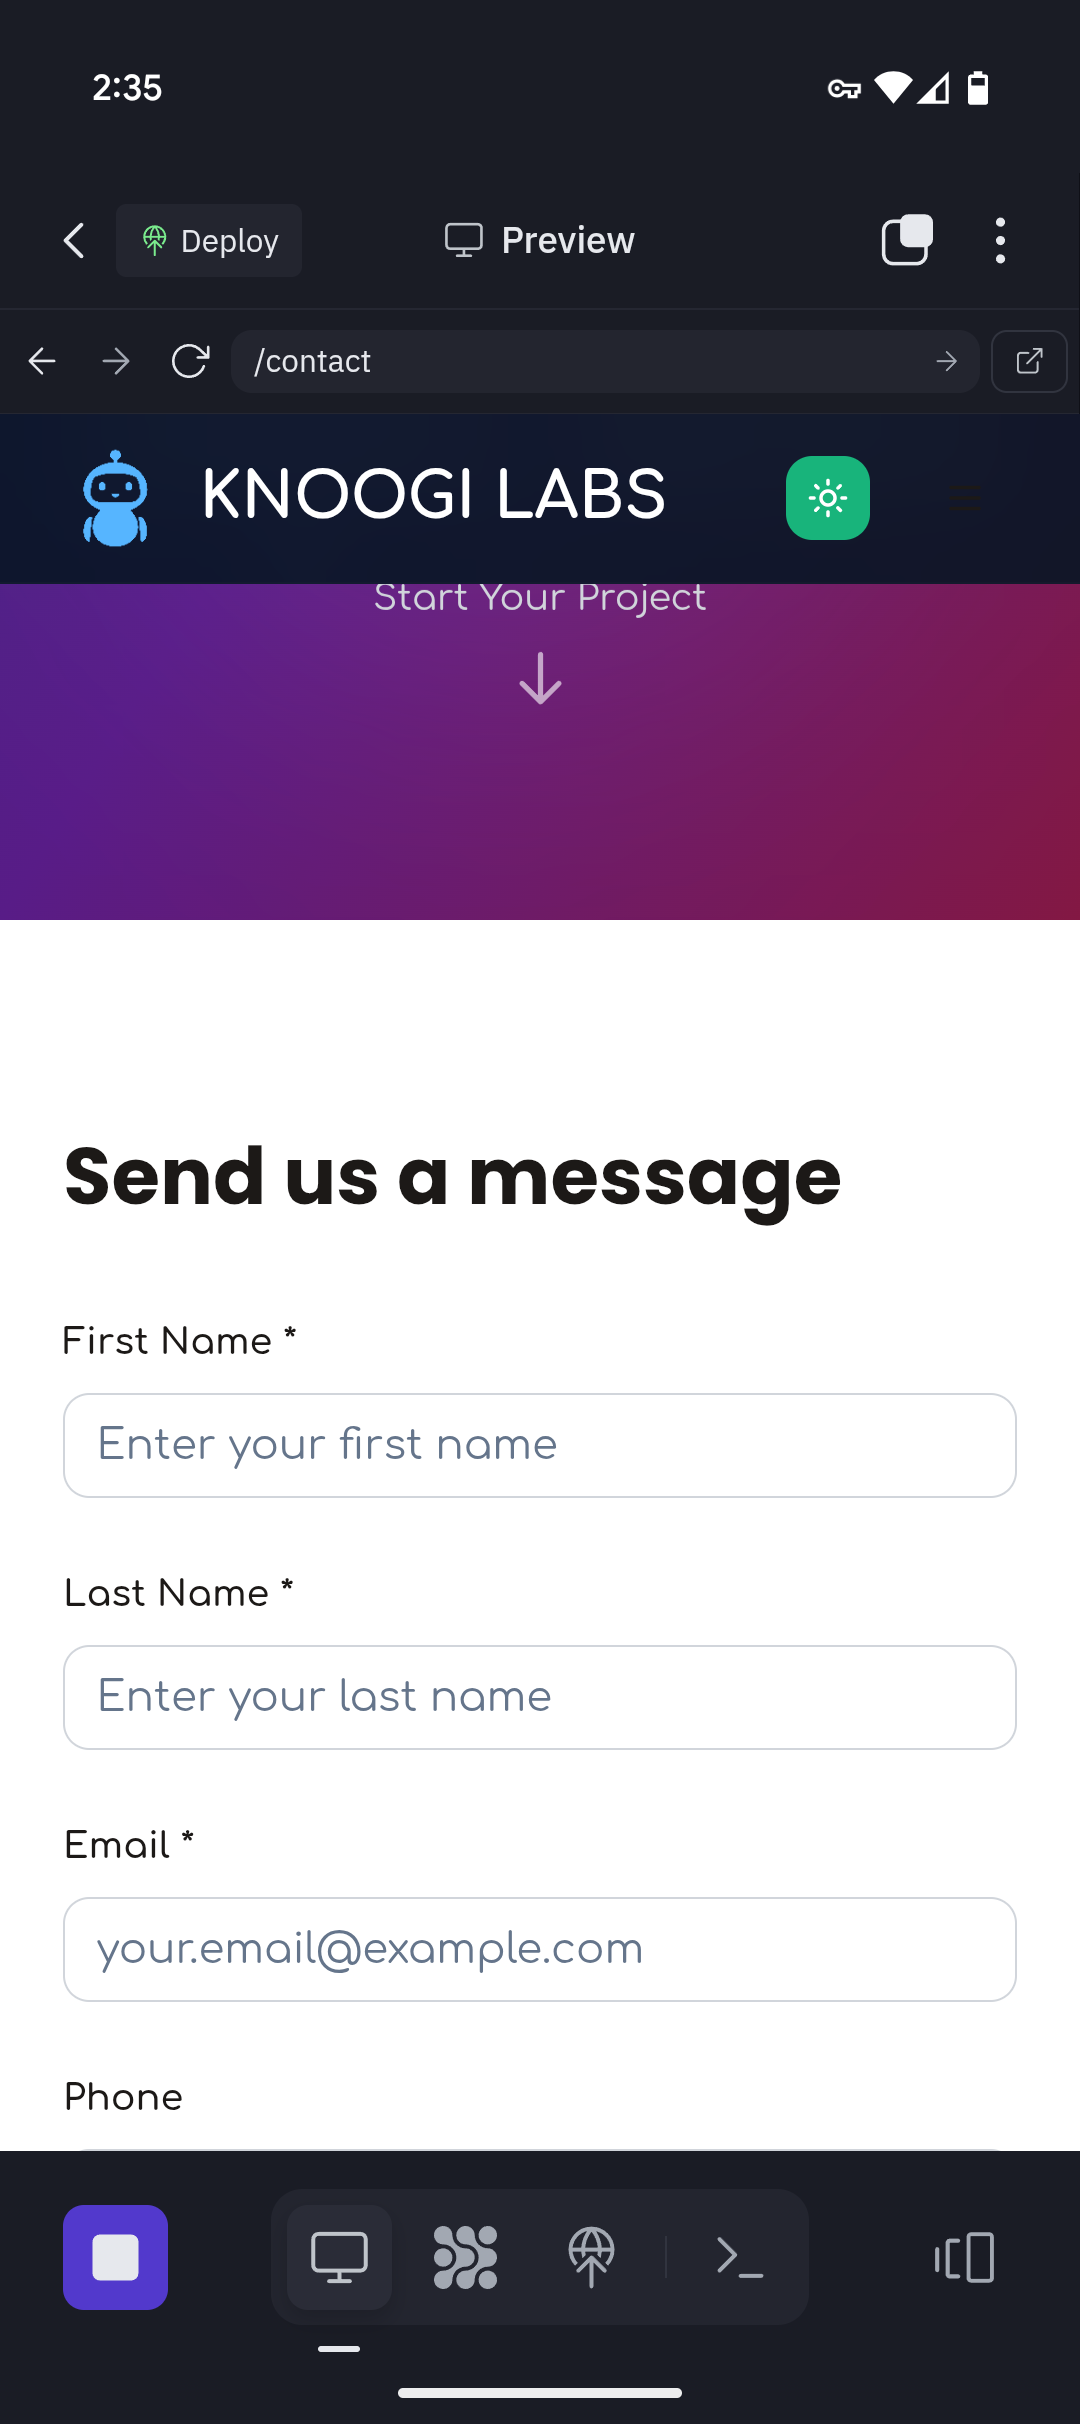 2:35
Deploy
Preview
/contact
KNOOGI LABS
Start Your Project
Send us a message
First Name *
Enter your first name
Last Name *
Enter your last name
Email *
your.email@example.com
Phone